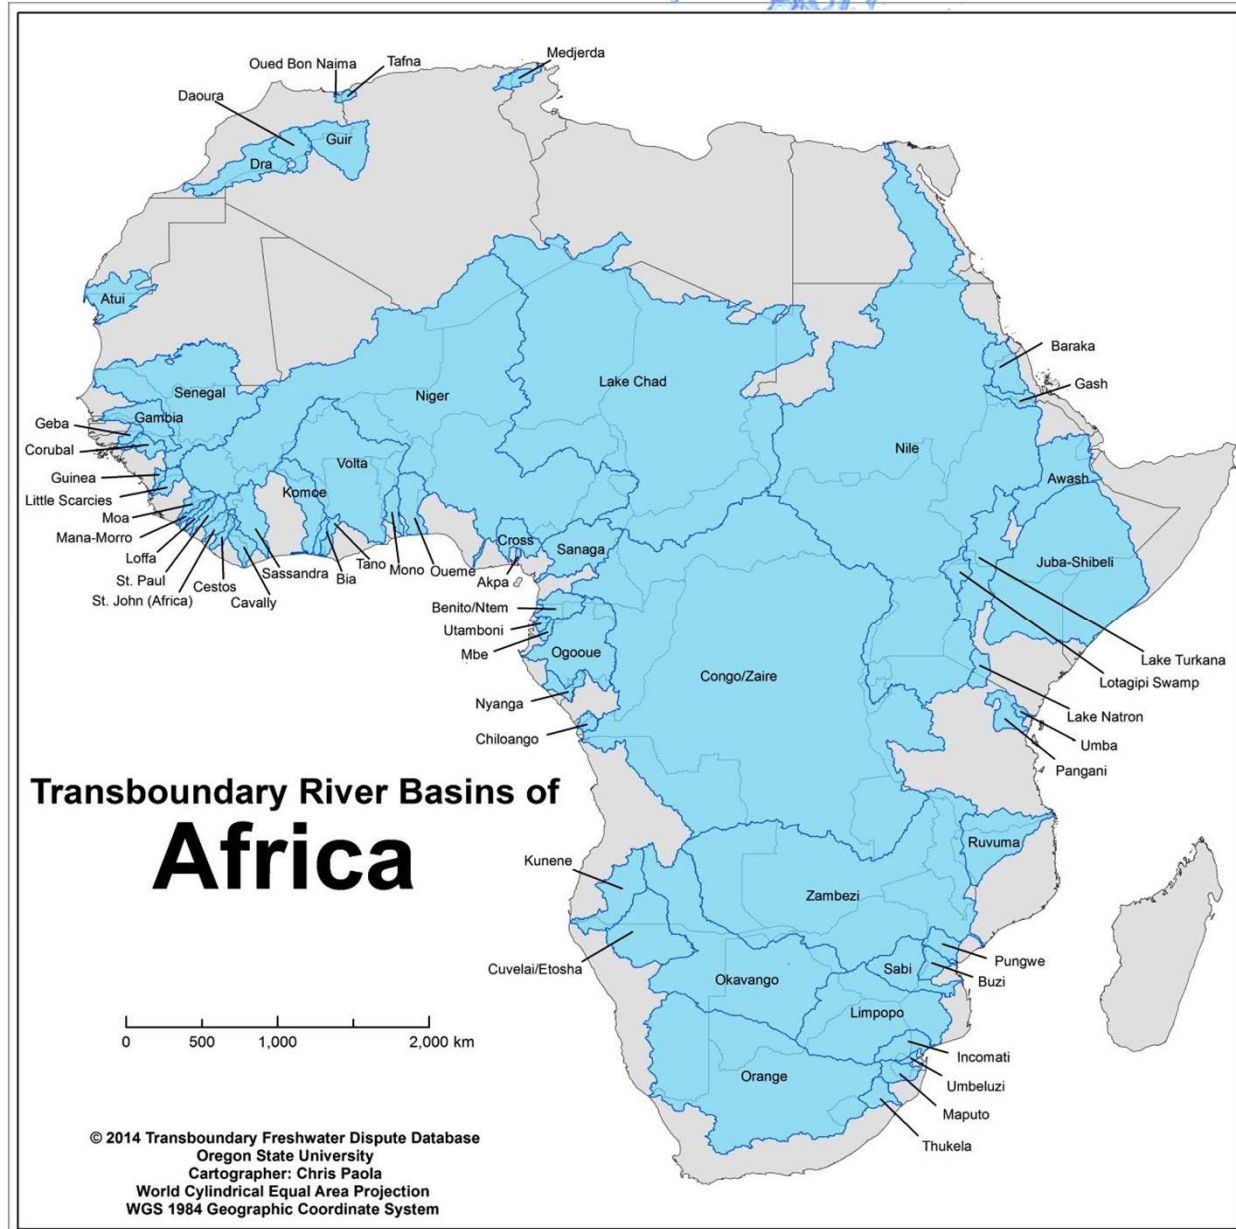 Oued Bon Naima
Tafna
Medjerda
Daoura
Guir
Dra
Atui
Baraka
Senegal
Lake Chad
Gash
Niger
Gambia
Geba
Corubal
Nile
Volta
Guinea
Awash
Komoe
Little Scarcies
Moa
Mana-Morro
Cross
Sanaga
Loffa
Juba-Shibeli
Tano
Mono
Oueme
St. Paul
Sassandra
Bia
Akpa
Cestos
St. John (Africa)
Cavally
Benito/Ntem
Utamboni
Ogooue
Mbe
Lake Turkana
Congo/Zaire
Lotagipi Swamp
Nyanga
Lake Natron
Chiloango
Umba
Pangani
Transboundary River Basins of
Africa
Ruvuma
Kunene
Zambezi
Pungwe
Cuvelai/Etosha
Sabi
Okavango
Buzi
Limpopo
0 500 1,000 2,000 km
Incomati
Orange
Umbeluzi
Maputo
Thukela
© 2014 Transboundary Freshwater Dispute Database
Oregon State University
Cartographer: Chris Paola
World Cylindrical Equal Area Projection
WGS 1984 Geographic Coordinate System